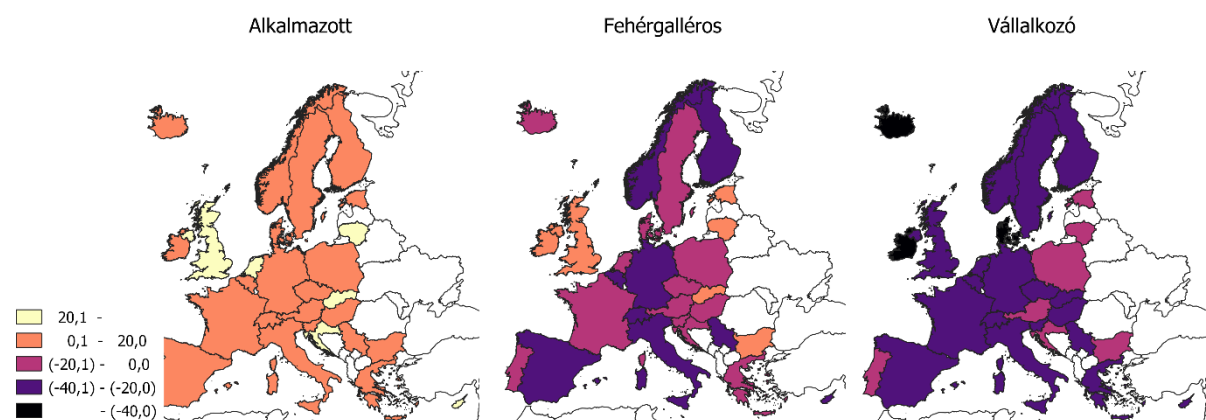 Alkalmazott
Fehérgalléros
Vállalkozó
20,1 -
0,1 - 20,0
(-20,1) - 0,0
(-40,1) - (-20,0)
- (-40,0)